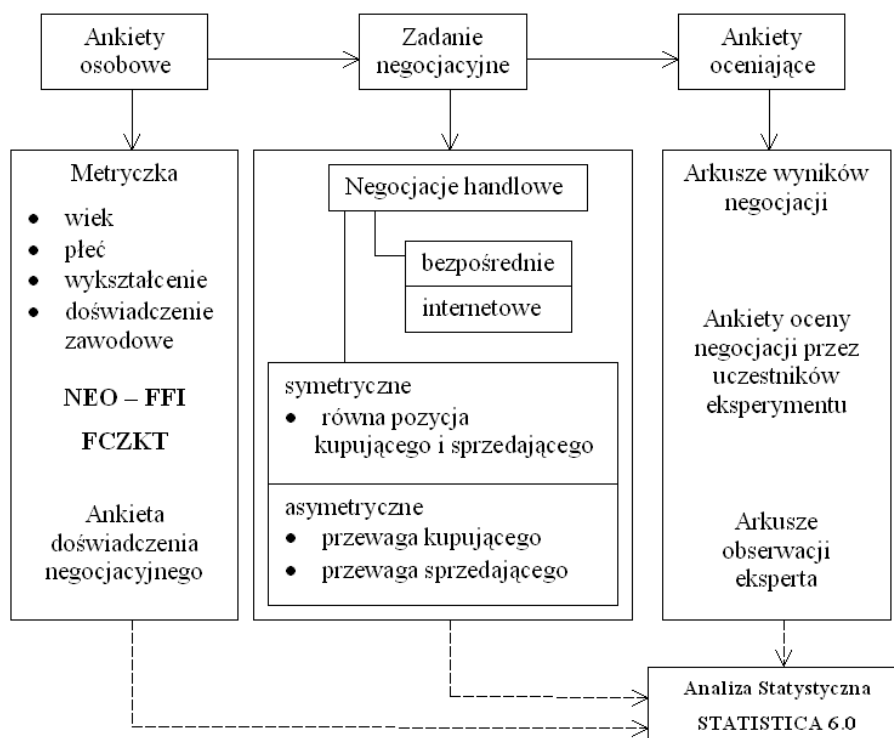 Ankiety
osobowe
Zadanie
negocjacyjne
Ankiety
oceniające
Metryczka
• wiek
• płeć
• wykształcenie
• doświadczenie
zawodowe
NEO – FFI
FCZKT
Ankieta
doświadczenia
negocjacyjnego
Negocjacje handlowe
bezpośrednie
internetowe
symetryczne
• równa pozycja
kupującego i sprzedającego
asymetryczne
• przewaga kupującego
• przewaga sprzedającego
Arkusze wyników
negocjacji
Ankiety oceny
negocjacji przez
uczestników
eksperymentu
Arkusze
obserwacji
eksperta
Analiza Statystyczna
STATISTICA 6.0